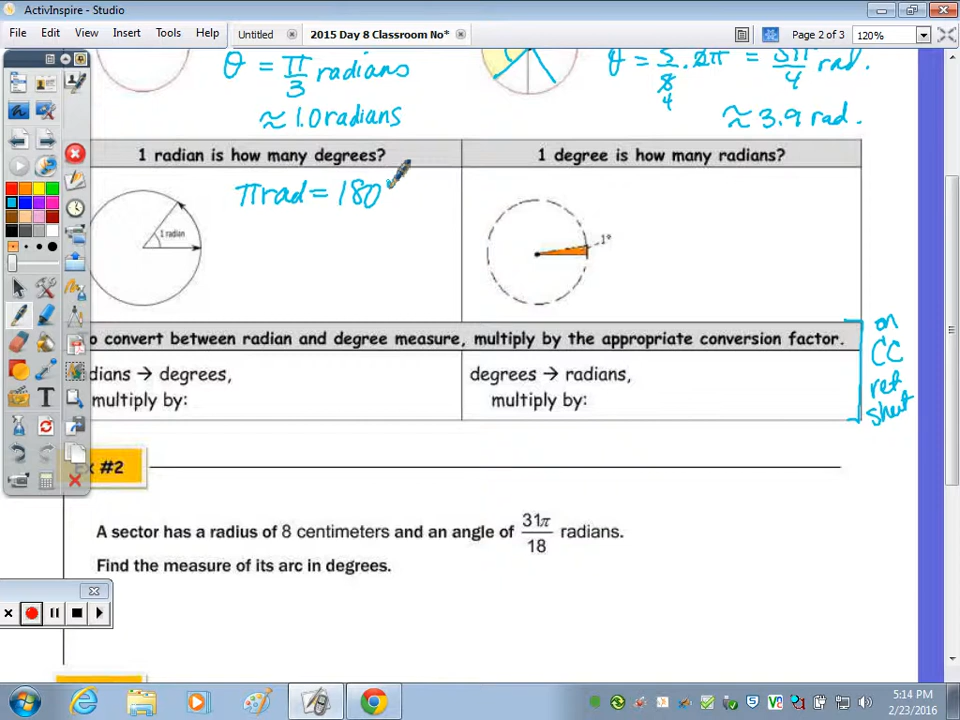 ActivInspire - Studio
File Edit View Insert Tools Help
Untitled
2015 Day 8 Classroom No*
Page 2 of 3
120%
θ = π/3 radians
≈ 1.0 radians
θ = 5/8 · 2π = 5π/4 rad.
4
≈ 3.9 rad.
1 radian is how many degrees?
1 degree is how many radians?
π rad = 180
1 radian
1°
o convert between radian and degree measure, multiply by the appropriate conversion factor.
dians → degrees,
multiply by:
degrees → radians,
multiply by:
on
CC
ref
sheet
Ex #2
A sector has a radius of 8 centimeters and an angle of 31π/18 radians.
Find the measure of its arc in degrees.
5:14 PM
2/23/2016